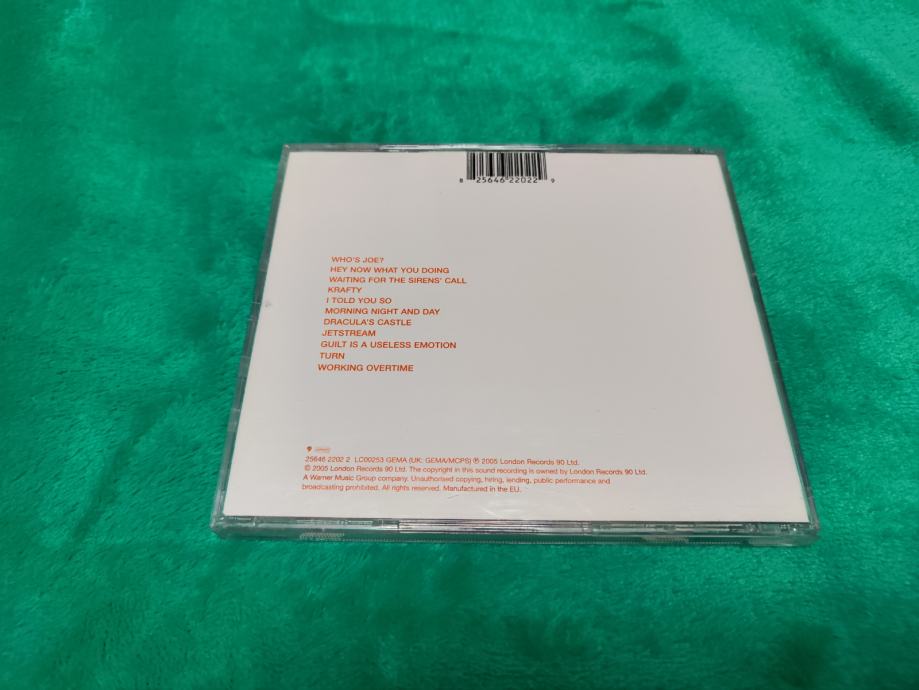 8 25646 22022 9
WHO'S JOE?
HEY NOW WHAT YOU DOING
WAITING FOR THE SIRENS' CALL
KRAFTY
I TOLD YOU SO
MORNING NIGHT AND DAY
DRACULA'S CASTLE
JETSTREAM
GUILT IS A USELESS EMOTION
TURN
WORKING OVERTIME
25646 2202 2 LC00253 GEMA (UK: GEMA/MCPS) ℗ 2005 London Records 90 Ltd.
© 2005 London Records 90 Ltd. The copyright in this sound recording is owned by London Records 90 Ltd.
A Warner Music Group company. Unauthorised copying, hiring, lending, public performance and
broadcasting prohibited. All rights reserved. Manufactured in the EU.